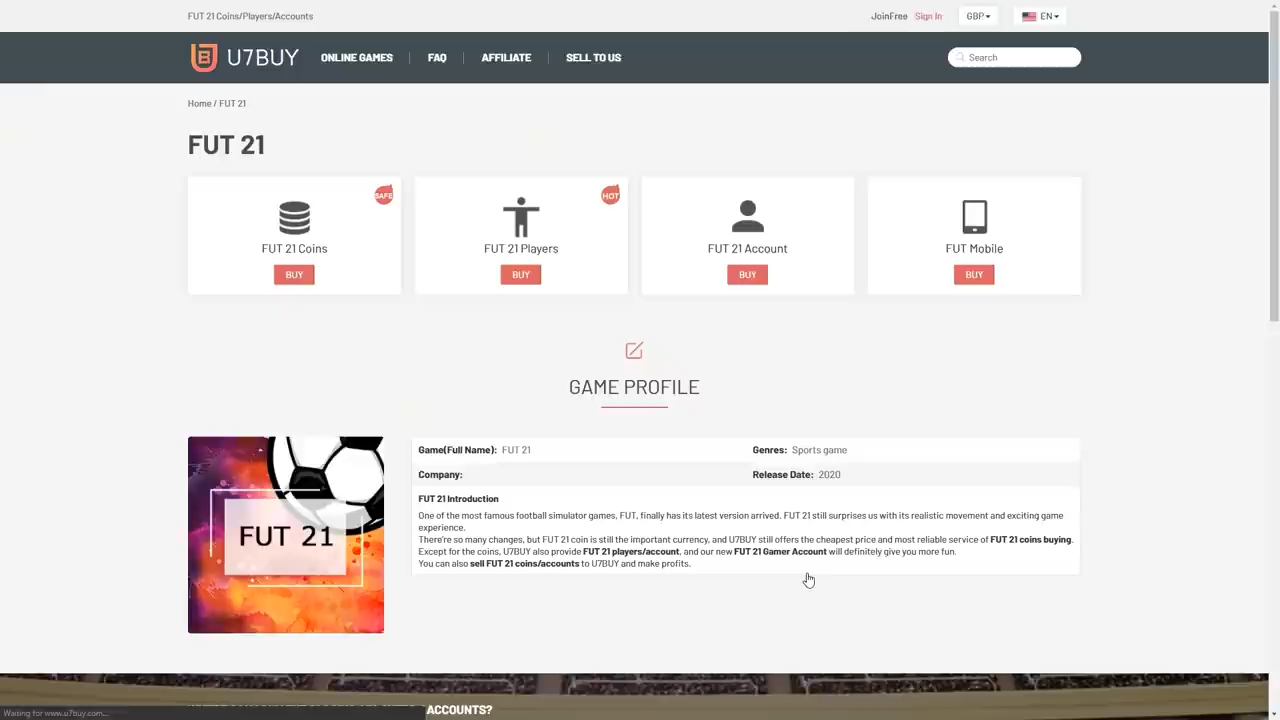 FUT 21 Coins/Players/Accounts
JoinFree Sign In GBP EN
U7BUY ONLINE GAMES FAQ AFFILIATE SELL TO US Search
Home / FUT 21
FUT 21
SAFE HOT
FUT 21 Coins FUT 21 Players FUT 21 Account FUT Mobile
BUY BUY BUY BUY
GAME PROFILE
FUT 21
Game(Full Name): FUT 21 Genres: Sports game
Company: Release Date: 2020
FUT 21 Introduction
One of the most famous football simulator games, FUT, finally has its latest version arrived. FUT 21 still surprises us with its realistic movement and exciting game
experience.
There're so many changes, but FUT 21 coin is still the important currency, and U7BUY still offers the cheapest price and most reliable service of FUT 21 coins buying.
Except for the coins, U7BUY also provide FUT 21 players/account, and our new FUT 21 Gamer Account will definitely give you more fun.
You can also sell FUT 21 coins/accounts to U7BUY and make profits.
ACCOUNTS?
Waiting for www.u7buy.com...